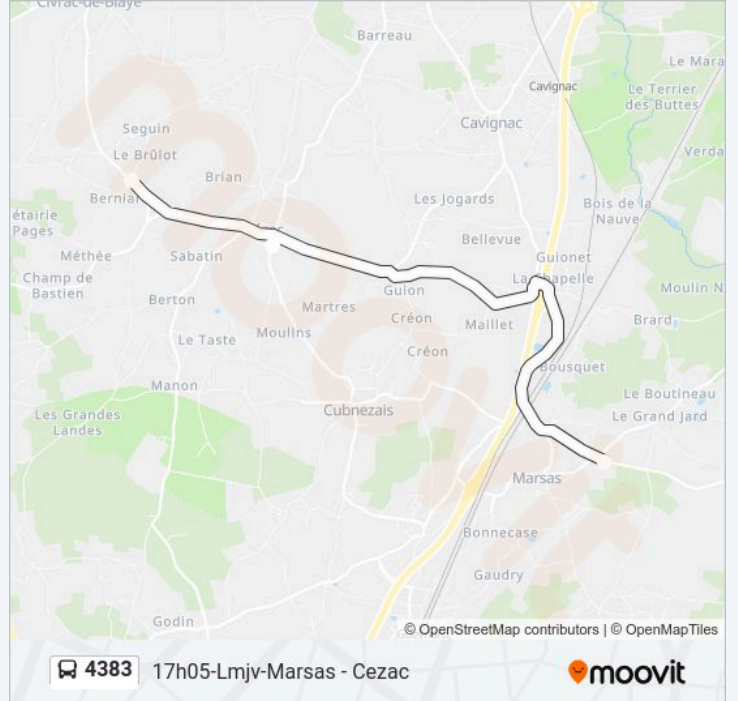 Civrac-de-Blaye
Barreau
Le Mara
Cavignac
Le Terrier
des Buttes
Cavignac
Seguin
Verda
Le Brûlot
Brian
Bernia
Les Jogards
Bois de la
Nauve
étairie
Pages
Bellevue
Méthée
Sabatin
Guionet
La Chapelle
Champ de
Bastien
Guion
Moulin N
Berton
Martres
Créon
Maillet
Brard
Le Taste
Moulins
Créon
Bousquet
Manon
Le Boutineau
Cubnezais
Le Grand Jard
Les Grandes
Landes
Marsas
Bonnecase
Gaudry
Godin
© OpenStreetMap contributors | © OpenMapTiles
4383 17h05-Lmjv-Marsas - Cezac
moovit